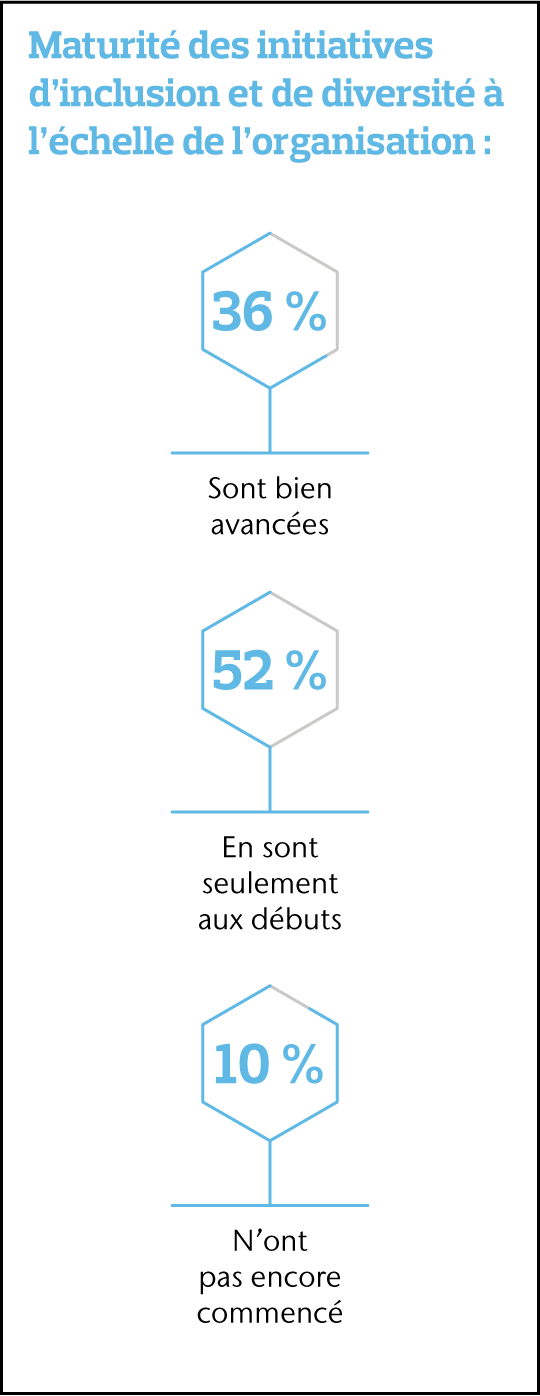 Maturité des initiatives
d’inclusion et de diversité à
l’échelle de l’organisation :
36 %
Sont bien
avancées
52 %
En sont
seulement
aux débuts
10 %
N’ont
pas encore
commencé